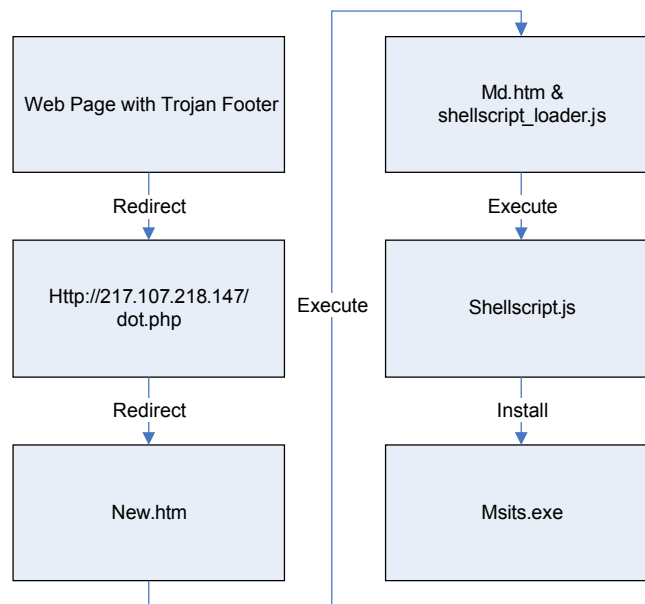 Web Page with Trojan Footer
Redirect
Http://217.107.218.147/
dot.php
Redirect
New.htm
Execute
Md.htm &
shellscript_loader.js
Execute
Shellscript.js
Install
Msits.exe